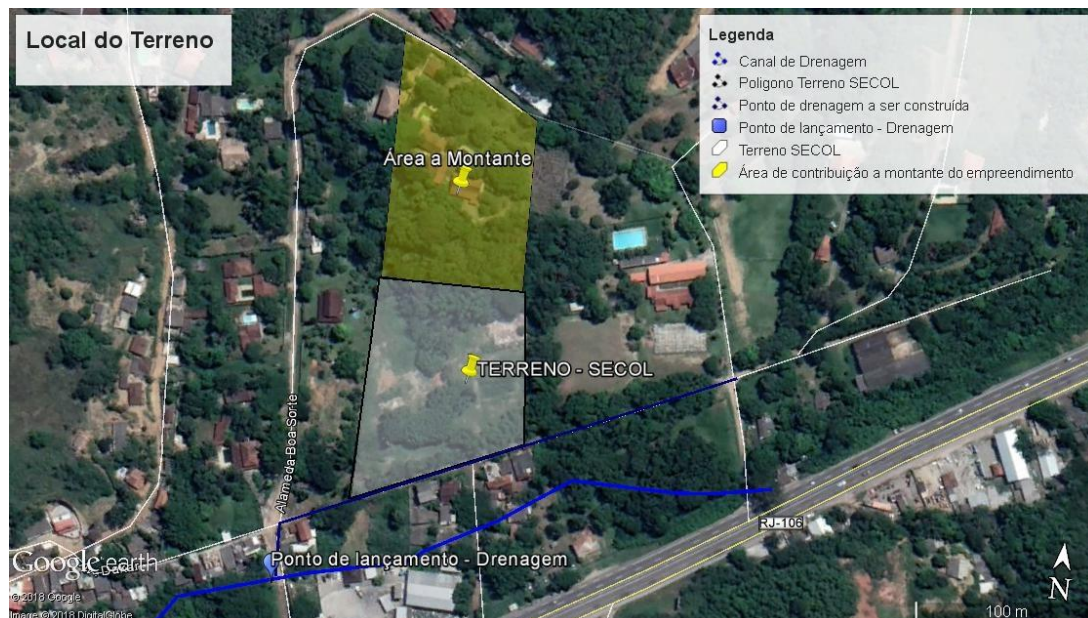 Local do Terreno
Legenda
Canal de Drenagem
Poligono Terreno SECOL
Ponto de drenagem a ser construída
Ponto de lançamento - Drenagem
Terreno SECOL
Área de contribuição a montante do empreendimento
Área a Montante
TERRENO - SECOL
Alameda-Boa-Sorte
RJ-106
Ponto de lançamento - Drenagem
Google earth
© 2018 Google
Image © 2018 DigitalGlobe
N
100 m